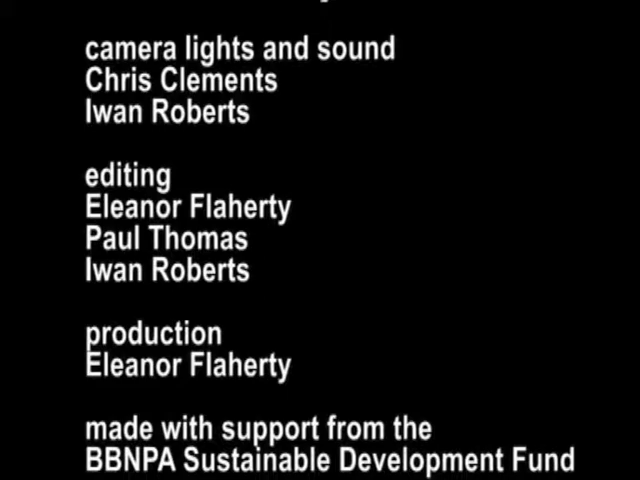 camera lights and sound
Chris Clements
Iwan Roberts
editing
Eleanor Flaherty
Paul Thomas
Iwan Roberts
production
Eleanor Flaherty
made with support from the
BBNPA Sustainable Development Fund